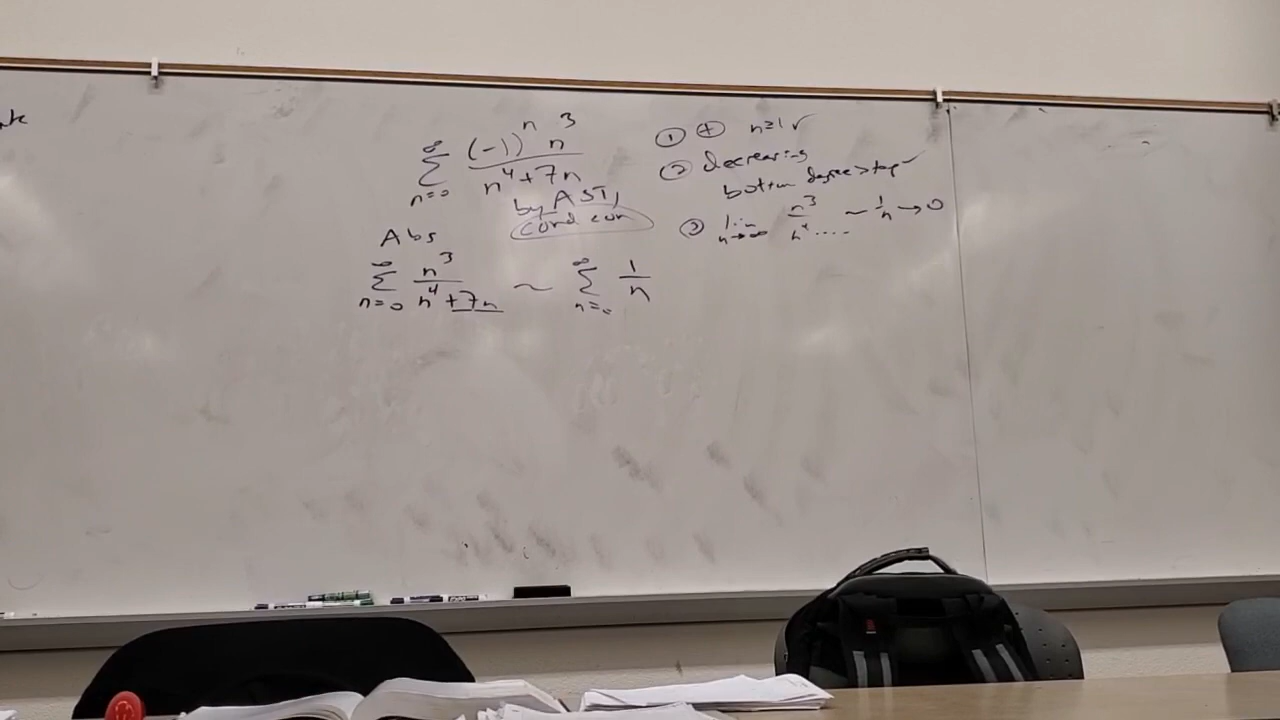 ∞ Σ n=0 (-1)^n n^3 / n^4+7n
by AST,
cond con
① ⊕ n≥1 ✓
② decreasing
bottom degree > top ✓
③ lim n→∞ n^3 / n^4.... ~ 1/n → 0
Abs
∞ Σ n=0 n^3 / n^4+7n ~ ∞ Σ n=0 1/n